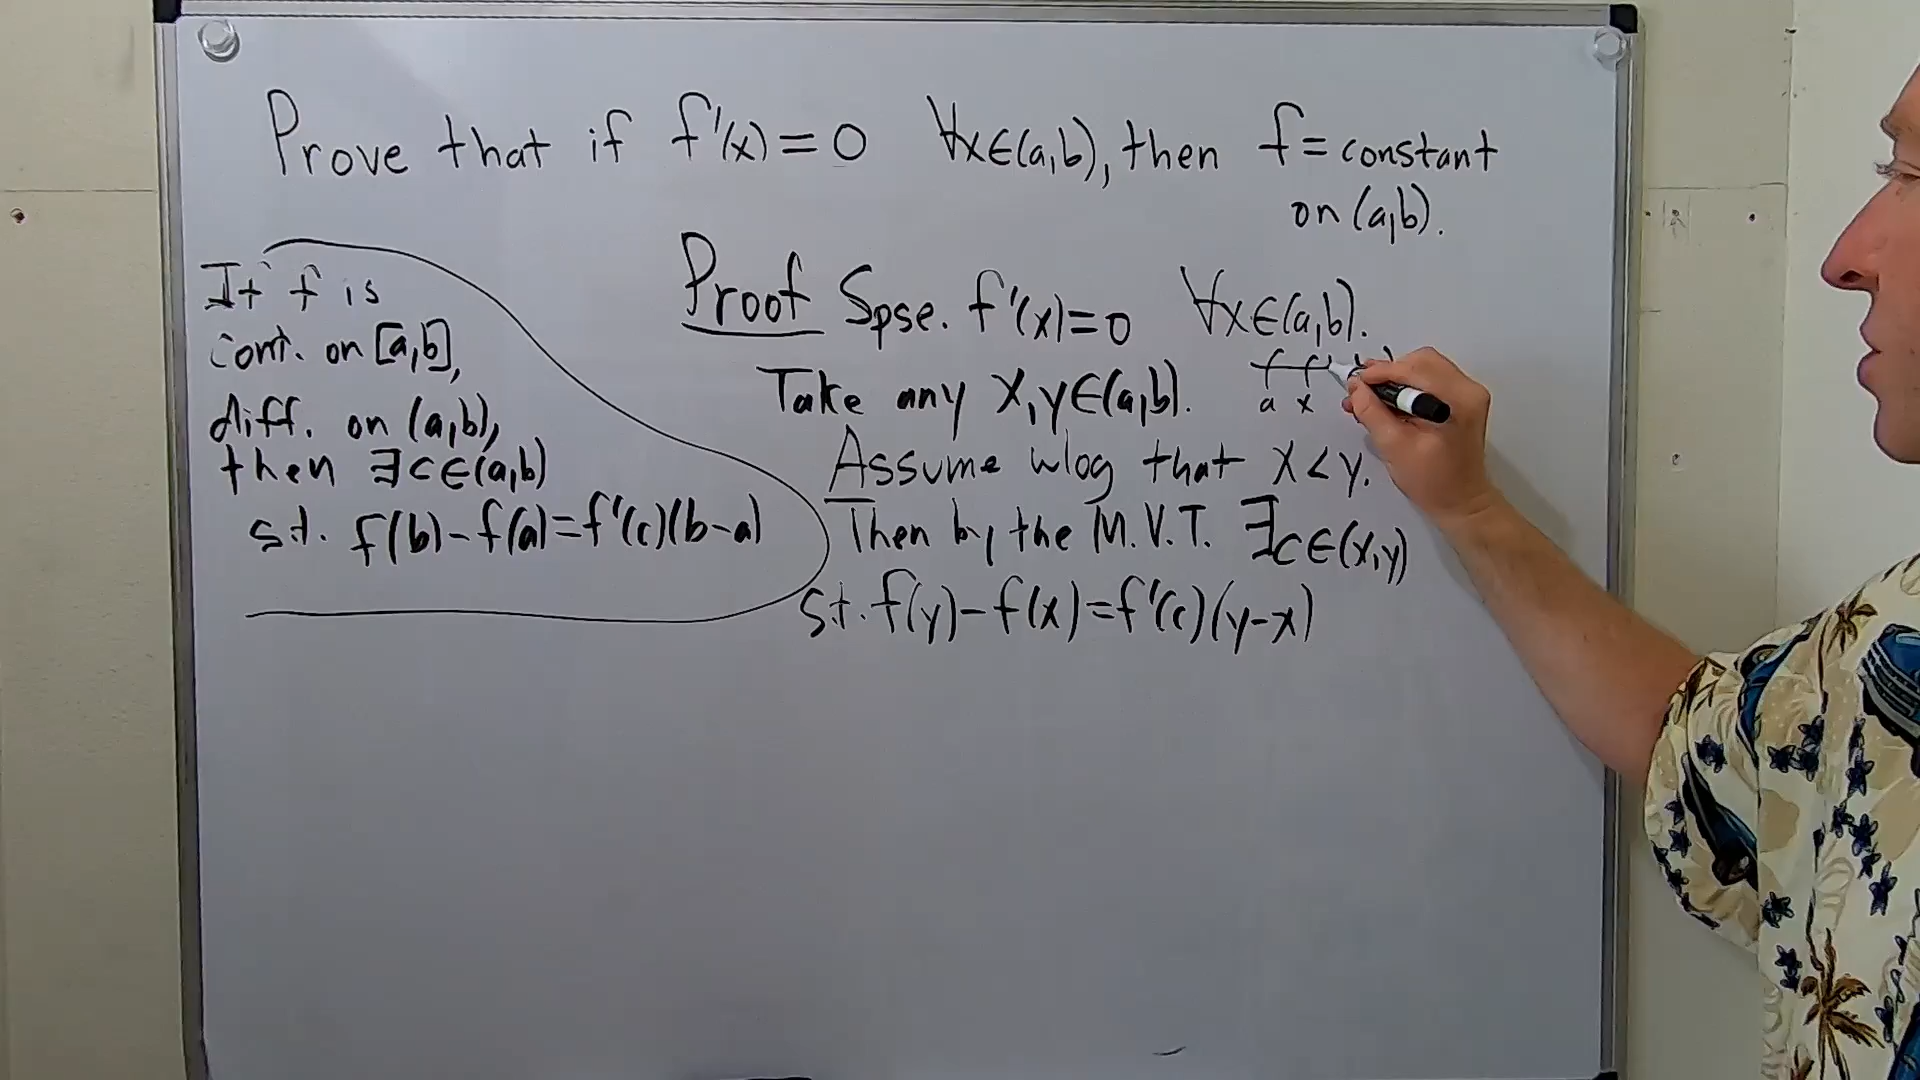 Prove that if f'(x) = 0 ∀x∈(a,b), then f = constant
on (a,b).
If f is
cont. on [a,b],
diff. on (a,b),
then ∃c∈(a,b)
s.t. f(b)-f(a)=f'(c)(b-a)
Proof Spse. f'(x)=0 ∀x∈(a,b).
Take any x,y∈(a,b).
a x
Assume wlog that x<y.
Then by the M.V.T. ∃c∈(x,y)
s.t. f(y)-f(x)=f'(c)(y-x)